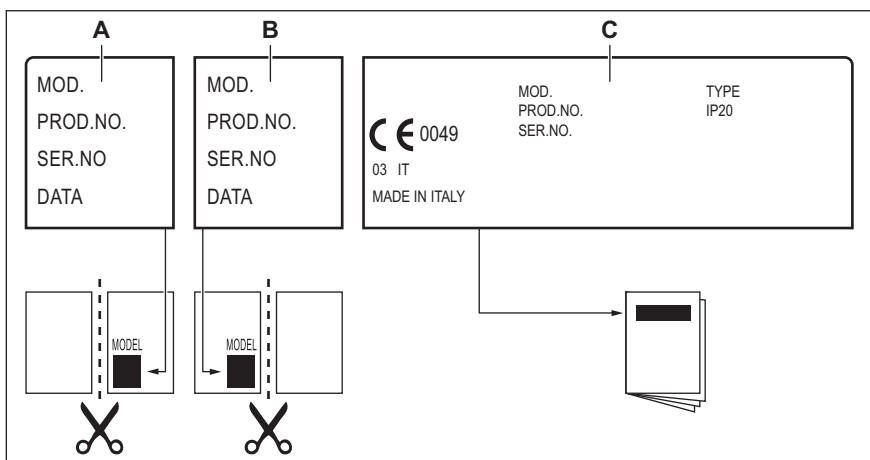 A
B
C
MOD.
PROD.NO.
SER.NO
DATA
MOD.
PROD.NO.
SER.NO
DATA
MOD.
PROD.NO.
SER.NO.
TYPE
IP20
CE 0049
03 IT
MADE IN ITALY
MODEL
MODEL